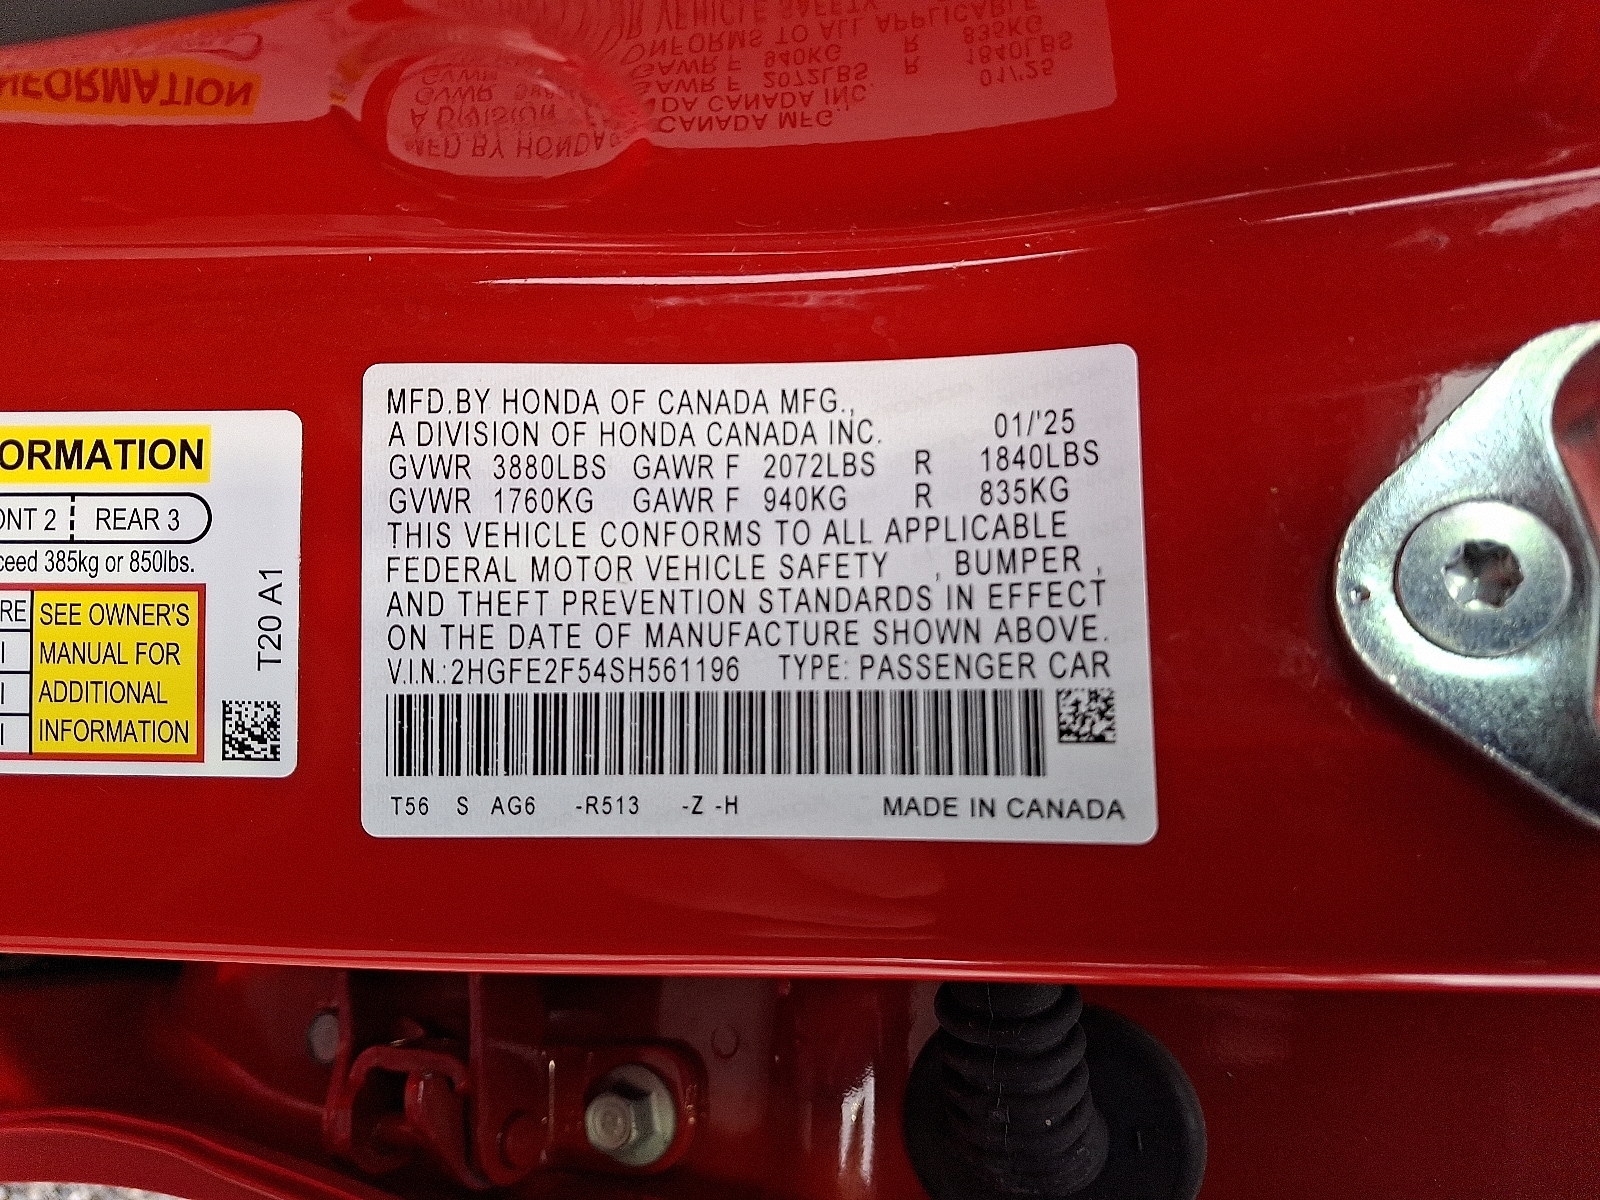 ORMATION
ONT 2 REAR 3
ceed 385kg or 850lbs.
RE
SEE OWNER'S
MANUAL FOR
ADDITIONAL
INFORMATION
T20 A1
MFD.BY HONDA OF CANADA MFG.,
A DIVISION OF HONDA CANADA INC. 01/'25
GVWR 3880LBS GAWR F 2072LBS R 1840LBS
GVWR 1760KG GAWR F 940KG R 835KG
THIS VEHICLE CONFORMS TO ALL APPLICABLE
FEDERAL MOTOR VEHICLE SAFETY , BUMPER ,
AND THEFT PREVENTION STANDARDS IN EFFECT
ON THE DATE OF MANUFACTURE SHOWN ABOVE.
V.I.N.:2HGFE2F54SH561196 TYPE: PASSENGER CAR
T56 S AG6 -R513 -Z -H MADE IN CANADA